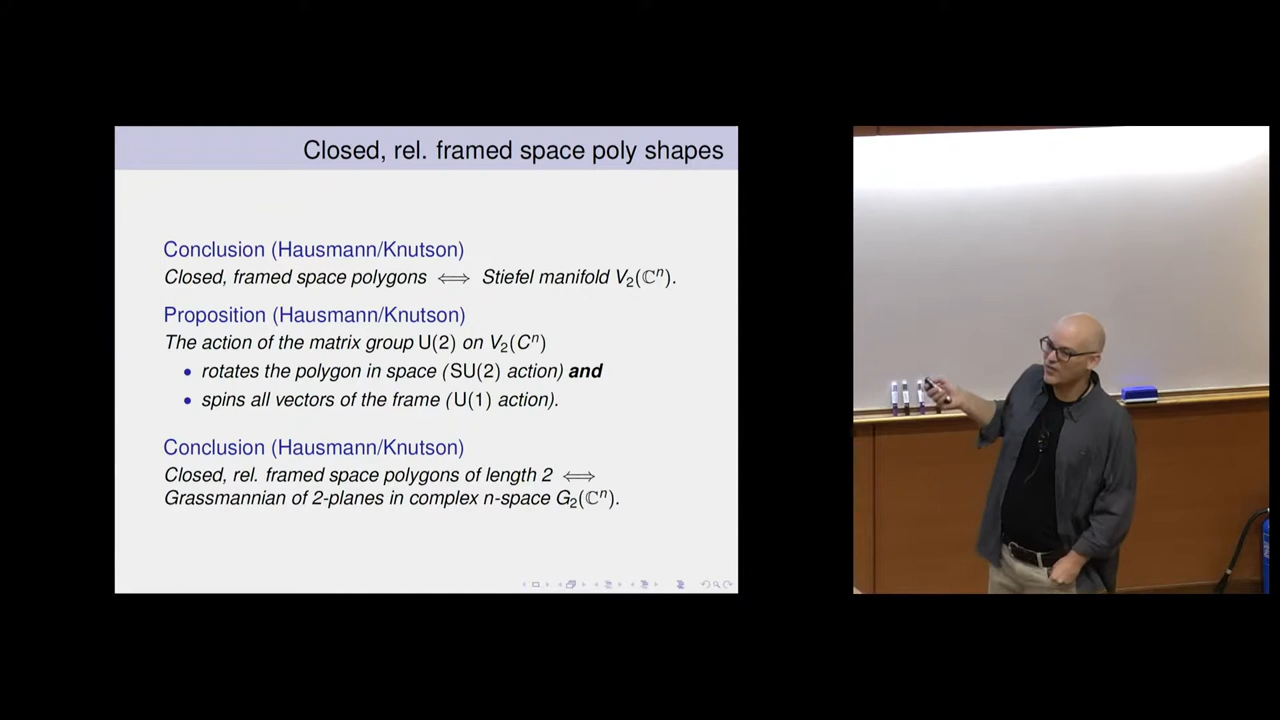 Closed, rel. framed space poly shapes
Conclusion (Hausmann/Knutson)
Closed, framed space polygons ⟺ Stiefel manifold V₂(ℂⁿ).
Proposition (Hausmann/Knutson)
The action of the matrix group U(2) on V₂(Cⁿ)
• rotates the polygon in space (SU(2) action) and
• spins all vectors of the frame (U(1) action).
Conclusion (Hausmann/Knutson)
Closed, rel. framed space polygons of length 2 ⟺
Grassmannian of 2-planes in complex n-space G₂(ℂⁿ).